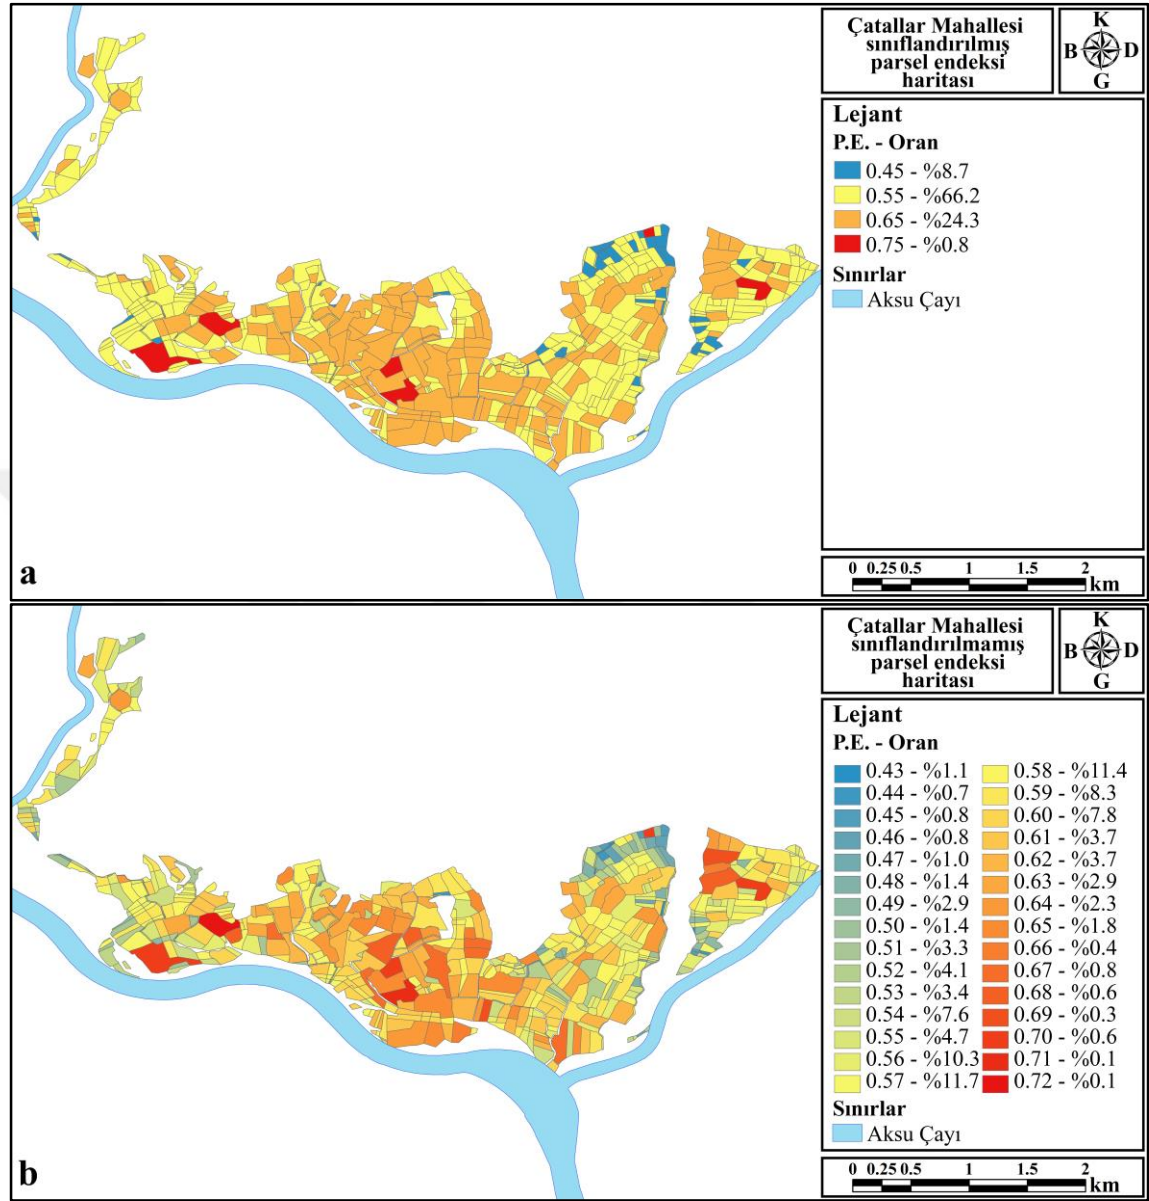 Çatallar Mahallesi
sınıflandırılmış
parsel endeksi
haritası
K
B D
G
Lejant
P.E. - Oran
0.45 - %8.7
0.55 - %66.2
0.65 - %24.3
0.75 - %0.8
Sınırlar
Aksu Çayı
a
0 0.25 0.5 1 1.5 2
km
Çatallar Mahallesi
sınıflandırılmamış
parsel endeksi
haritası
K
B D
G
Lejant
P.E. - Oran
0.43 - %1.1 0.58 - %11.4
0.44 - %0.7 0.59 - %8.3
0.45 - %0.8 0.60 - %7.8
0.46 - %0.8 0.61 - %3.7
0.47 - %1.0 0.62 - %3.7
0.48 - %1.4 0.63 - %2.9
0.49 - %2.9 0.64 - %2.3
0.50 - %1.4 0.65 - %1.8
0.51 - %3.3 0.66 - %0.4
0.52 - %4.1 0.67 - %0.8
0.53 - %3.4 0.68 - %0.6
0.54 - %7.6 0.69 - %0.3
0.55 - %4.7 0.70 - %0.6
0.56 - %10.3 0.71 - %0.1
0.57 - %11.7 0.72 - %0.1
Sınırlar
Aksu Çayı
b
0 0.25 0.5 1 1.5 2
km